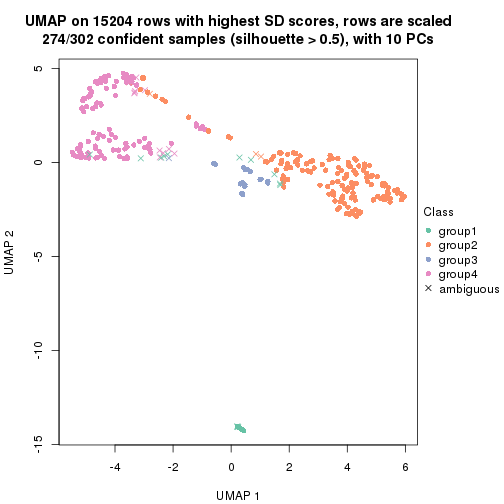 UMAP on 15204 rows with highest SD scores, rows are scaled
274/302 confident samples (silhouette > 0.5), with 10 PCs
5
0
-5
-10
-15
UMAP 2
-4
-2
0
2
4
6
UMAP 1
Class
group1
group2
group3
group4
ambiguous